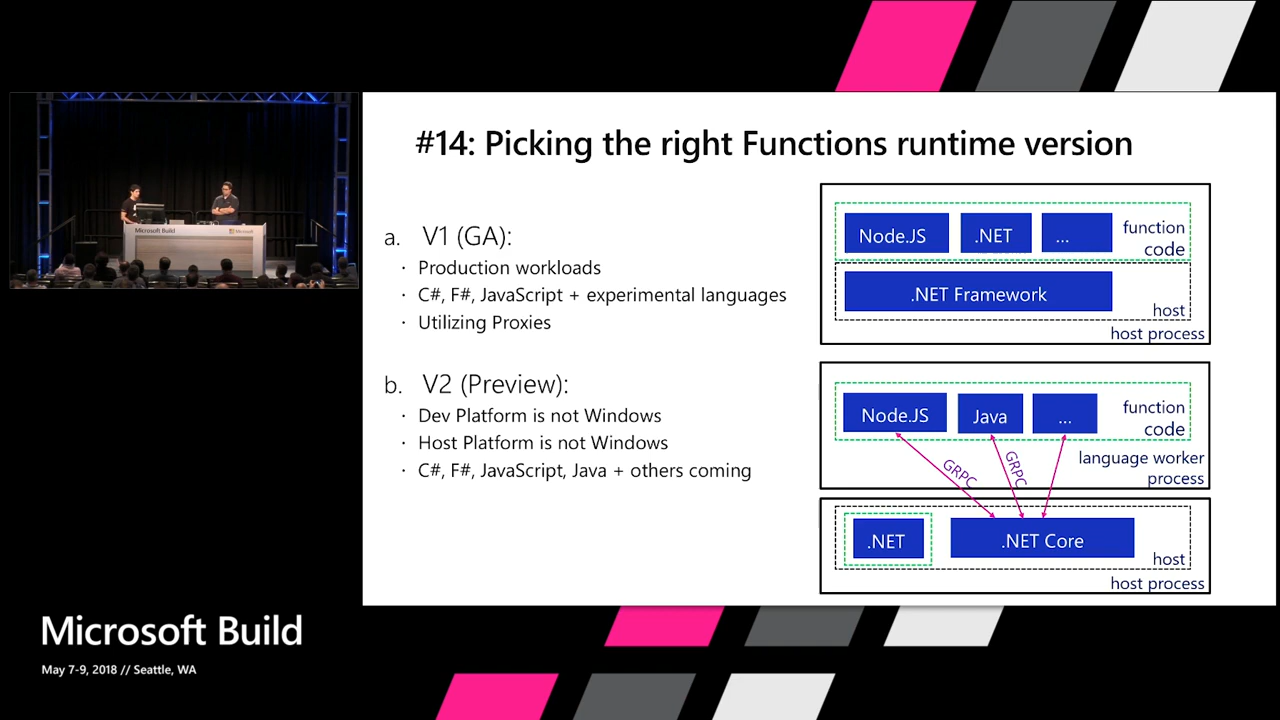 #14: Picking the right Functions runtime version
a. V1 (GA):
· Production workloads
· C#, F#, JavaScript + experimental languages
· Utilizing Proxies
b. V2 (Preview):
· Dev Platform is not Windows
· Host Platform is not Windows
· C#, F#, JavaScript, Java + others coming
Node.JS
.NET
...
function
code
.NET Framework
host
host process
Node.JS
Java
...
function
code
GRPC
GRPC
language worker
process
.NET
.NET Core
host
host process
Microsoft Build
Microsoft
Microsoft Build
May 7-9, 2018 // Seattle, WA